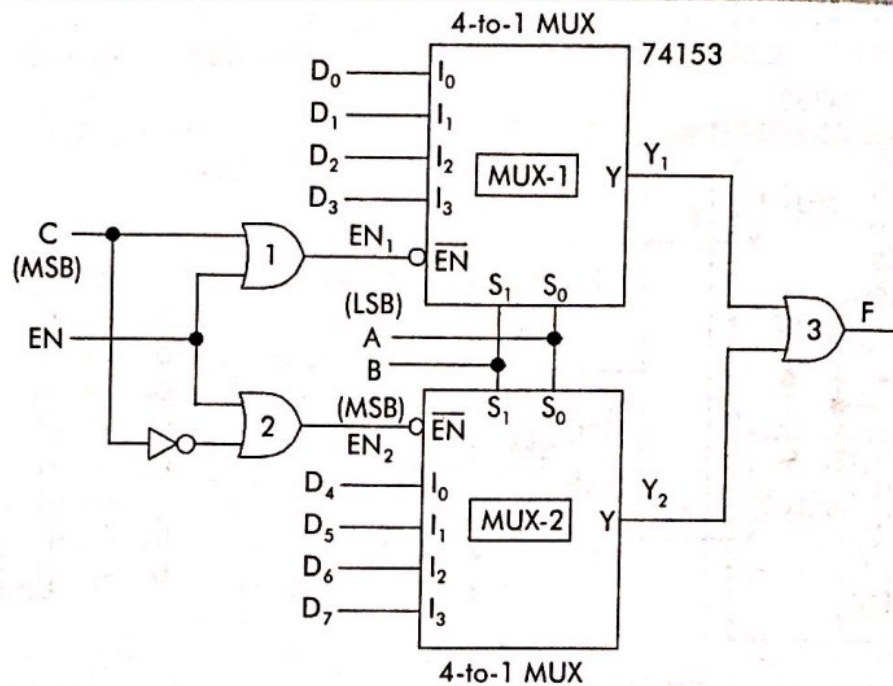 4-to-1 MUX
74153
D₀ I₀
D₁ I₁
D₂ I₂
D₃ I₃
MUX-1
Y Y₁
C
(MSB)
1
EN₁
E̅N̅
S₁ S₀
(LSB)
A
EN
B
3
F
2
(MSB)
EN₂
E̅N̅
S₁ S₀
D₄ I₀
D₅ I₁
D₆ I₂
D₇ I₃
MUX-2
Y Y₂
4-to-1 MUX